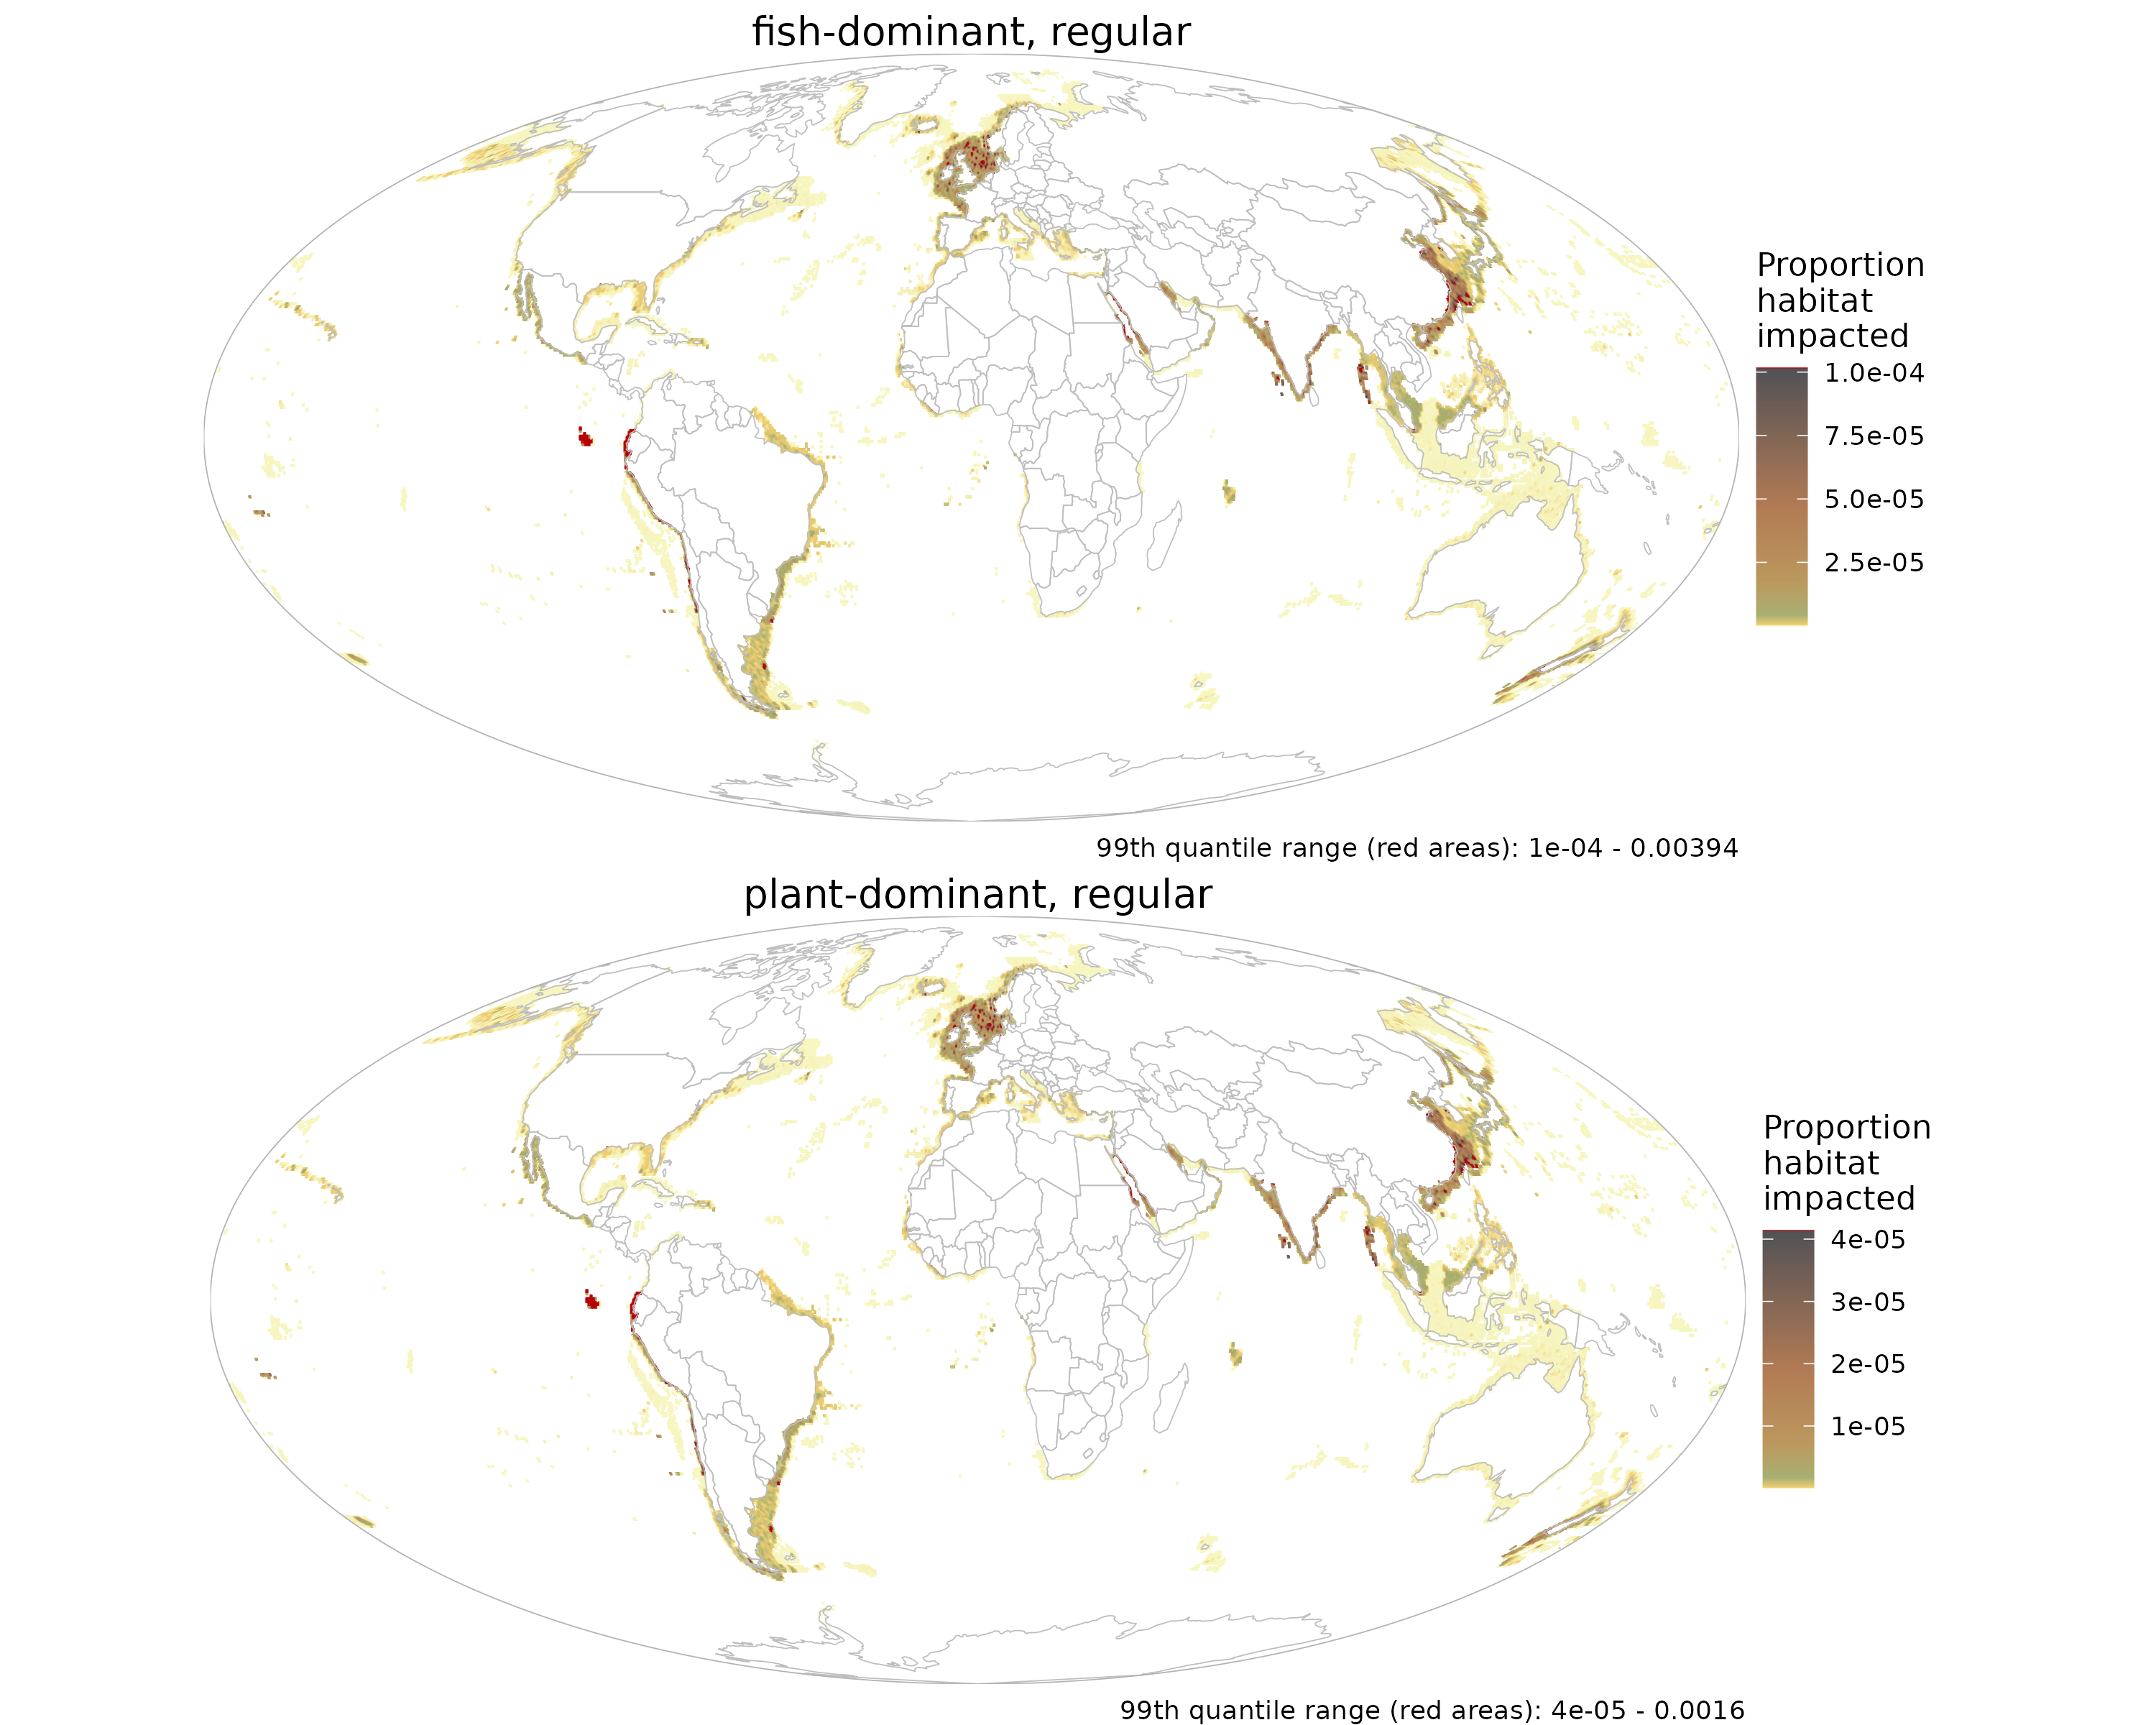 fish-dominant, regular
Proportion
habitat
impacted
1.0e-04
7.5e-05
5.0e-05
2.5e-05
99th quantile range (red areas): 1e-04 - 0.00394
plant-dominant, regular
Proportion
habitat
impacted
4e-05
3e-05
2e-05
1e-05
99th quantile range (red areas): 4e-05 - 0.0016